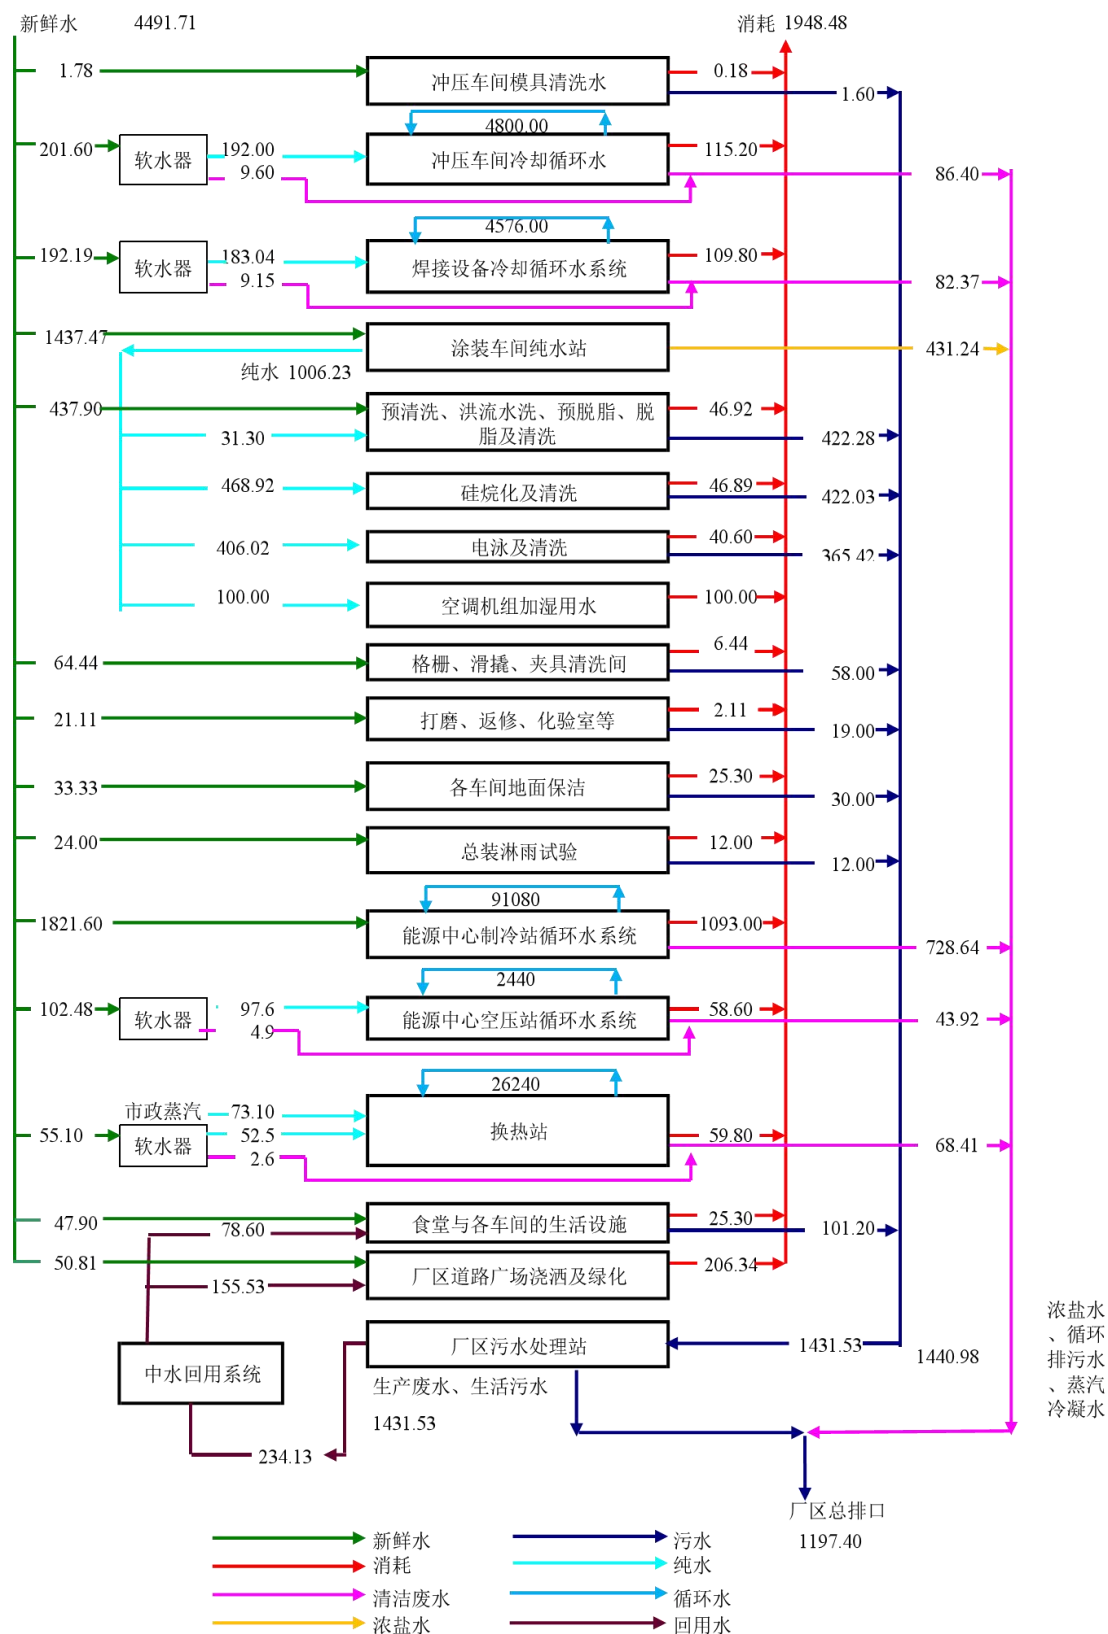 新鲜水 4491.71 消耗 1948.48
1.78 冲压车间模具清洗水 0.18
1.60
4800.00
201.60 软水器 192.00 冲压车间冷却循环水 115.20
9.60 86.40
4576.00
192.19 软水器 183.04 焊接设备冷却循环水系统 109.80
9.15 82.37
1437.47 涂装车间纯水站 431.24
纯水 1006.23
437.90 预清洗、洪流水洗、预脱脂、脱 46.92
31.30 脂及清洗 422.28
468.92 硅烷化及清洗 46.89
422.03
406.02 电泳及清洗 40.60
365.42
100.00 空调机组加湿用水 100.00
64.44 格栅、滑撬、夹具清洗间 6.44
58.00
21.11 打磨、返修、化验室等 2.11
19.00
33.33 各车间地面保洁 25.30
30.00
24.00 总装淋雨试验 12.00
12.00
91080
1821.60 能源中心制冷站循环水系统 1093.00
728.64
2440
102.48 软水器 97.6 能源中心空压站循环水系统 58.60
4.9 43.92
26240
市政蒸汽 73.10
55.10 软水器 52.5 换热站 59.80
2.6 68.41
47.90 食堂与各车间的生活设施 25.30
78.60 101.20
50.81 厂区道路广场浇洒及绿化 206.34
155.53
浓盐水
、循环
排污水
、蒸汽
冷凝水
厂区污水处理站 1431.53 1440.98
中水回用系统 生产废水、生活污水
1431.53
234.13
厂区总排口
1197.40
新鲜水 污水
消耗 纯水
清洁废水 循环水
浓盐水 回用水